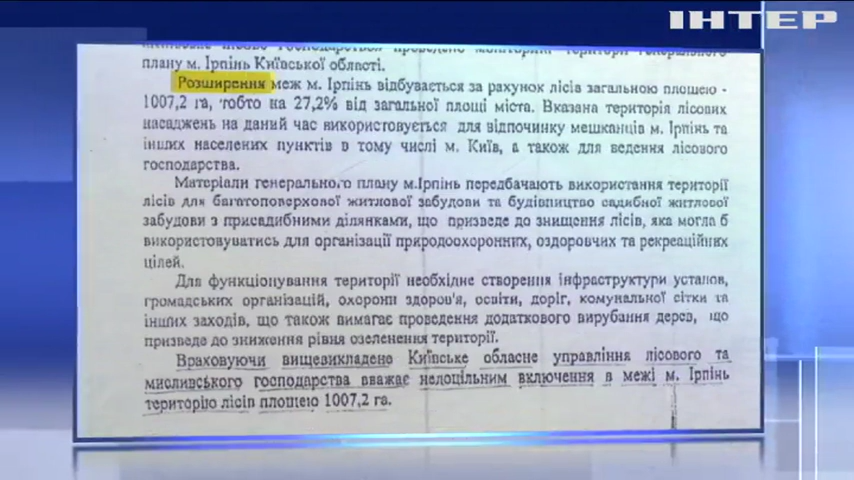 ІНТЕР
плану м. Ірпінь Київської області.
Розширення меж м. Ірпінь відбувається за рахунок лісів загальною площею -
1007,2 га, тобто на 27,2% від загальної площі міста. Вказана територія лісових
насаджень на даний час використовується для відпочинку мешканців м. Ірпінь та
інших населених пунктів в тому числі м. Київ, а також для ведення лісового
господарства.
Матеріали генерального плану м.Ірпінь передбачають використання території
лісів для багатоповерхової житлової забудови та будівництво садибної житлової
забудови з присадибними ділянками, що призведе до знищення лісів, яка могла б
використовуватись для організації природоохоронних, оздоровчих та рекреаційних
цілей.
Для функціонування території необхідне створення інфраструктури установ,
громадських організацій, охорони здоров'я, освіти, доріг, комунальної сітки та
інших заходів, що також вимагає проведення додаткового вирубання дерев, що
призведе до зниження рівня озеленення території.
Враховуючи вищевикладено Київське обласне управління лісового та
мисливського господарства вважає недоцільним включення в межі м. Ірпінь
територію лісів площею 1007,2 га.